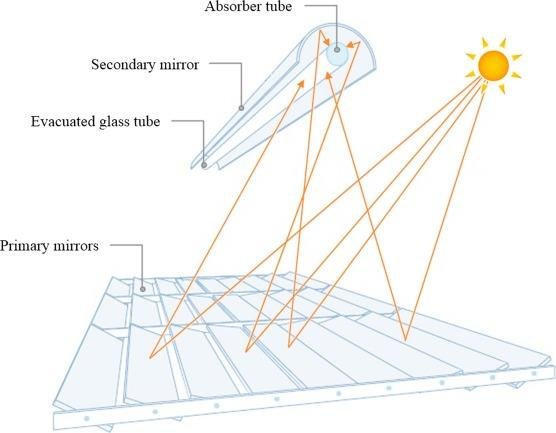 Absorber tube
Secondary mirror
Evacuated glass tube
Primary mirrors